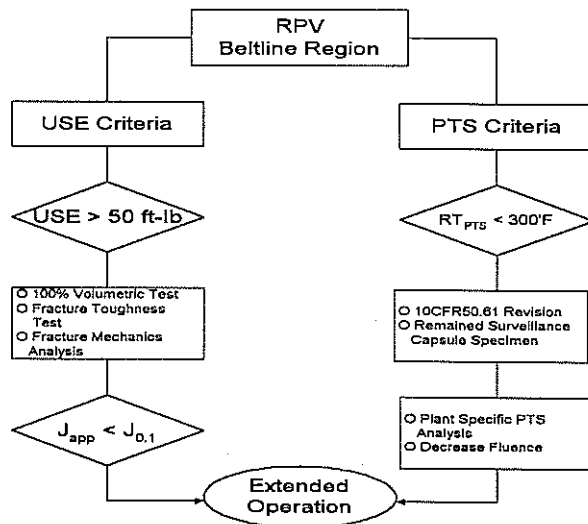 RPV
Beltline Region
USE Criteria
PTS Criteria
USE > 50 ft-lb
RT_PTS < 300'F
○ 100% Volumetric Test
○ Fracture Toughness
Test
○ Fracture Mechanics
Analysis
○ 10CFR50.61 Revision
○ Remained Surveillance
Capsule Specimen
J_app < J_0.1
○ Plant Specific PTS
Analysis
○ Decrease Fluence
Extended
Operation